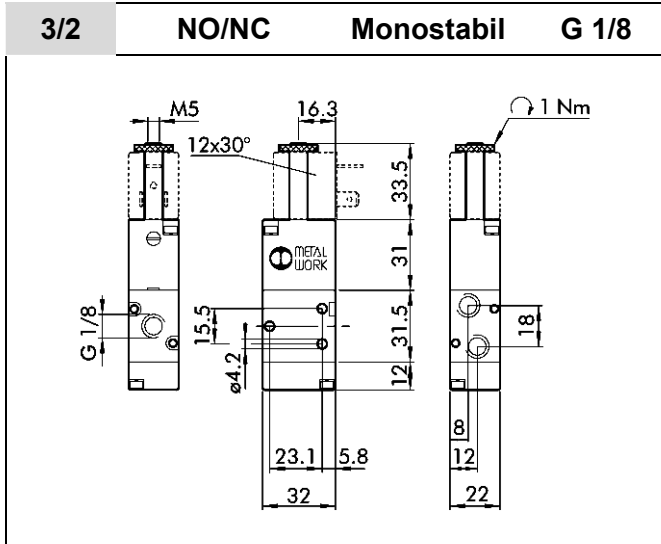 3/2 NO/NC Monostabil G 1/8
M5 16.3 1 Nm
12x30°
33.5
METAL
WORK
31
G 1/8
15.5
31.5
18
ø4.2
12
8
23.1 5.8 12
32 22